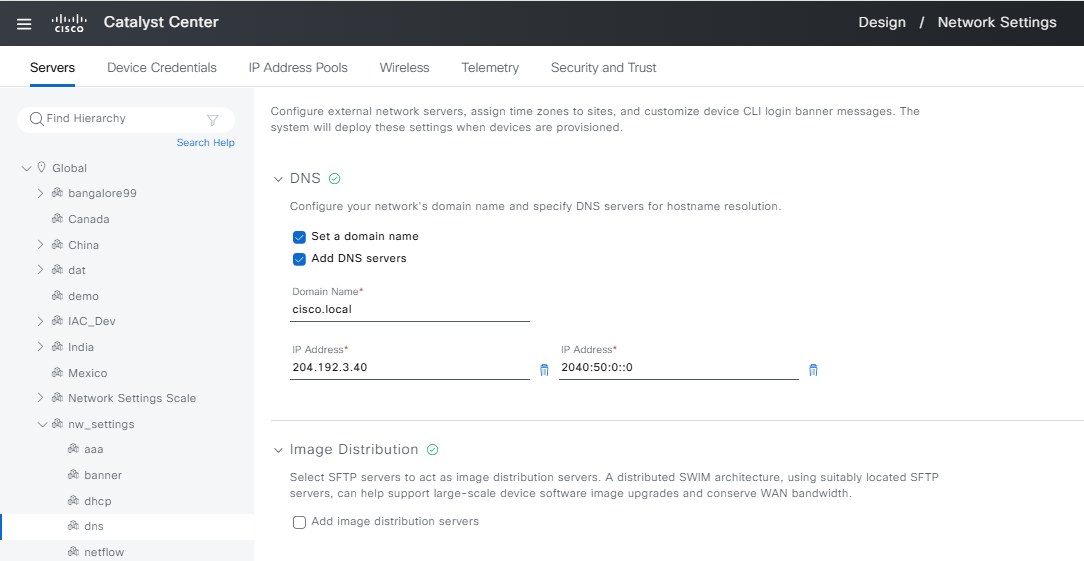 CISCO Catalyst Center
Design / Network Settings
Servers Device Credentials IP Address Pools Wireless Telemetry Security and Trust
Find Hierarchy
Search Help
Global
bangalore99
Canada
China
dat
demo
IAC_Dev
India
Mexico
Network Settings Scale
nw_settings
aaa
banner
dhcp
dns
netflow
Configure external network servers, assign time zones to sites, and customize device CLI login banner messages. The
system will deploy these settings when devices are provisioned.
DNS
Configure your network's domain name and specify DNS servers for hostname resolution.
Set a domain name
Add DNS servers
Domain Name*
cisco.local
IP Address* IP Address*
204.192.3.40 2040:50:0::0
Image Distribution
Select SFTP servers to act as image distribution servers. A distributed SWIM architecture, using suitably located SFTP
servers, can help support large-scale device software image upgrades and conserve WAN bandwidth.
Add image distribution servers